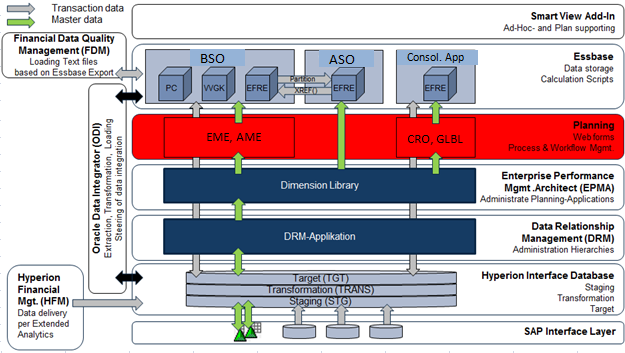 Transaction data
Master data
Financial Data Quality
Management (FDM)
Loading Text files
based on Essbase Export
Oracle Data Integrator (ODI)
Extraction, Transformation, Loading
Steering of data integration
Hyperion
Financial
Mgt. (HFM)
Data delivery
per Extended
Analytics
Smart View Add-In
Ad-Hoc- and Plan supporting
BSO
PC
VVGK
EFRE
Partition
XREF()
ASO
EFRE
Consol. App
EFRE
Essbase
Data storage
Calculation Scripts
EME, AME
CRO, GLBL
Planning
Webforms
Process & Workflow Mgmt.
Dimension Library
Enterprise Performance
Mgmt .Architect (EPMA)
Administrate Planning-Applications
DRM-Applikation
Data Relationship
Management (DRM)
Administration Hierarchies
Target (TGT)
Transformation (TRANS)
Staging (STG)
Hyperion Interface Database
Staging
Transformation
Target
SAP Interface Layer